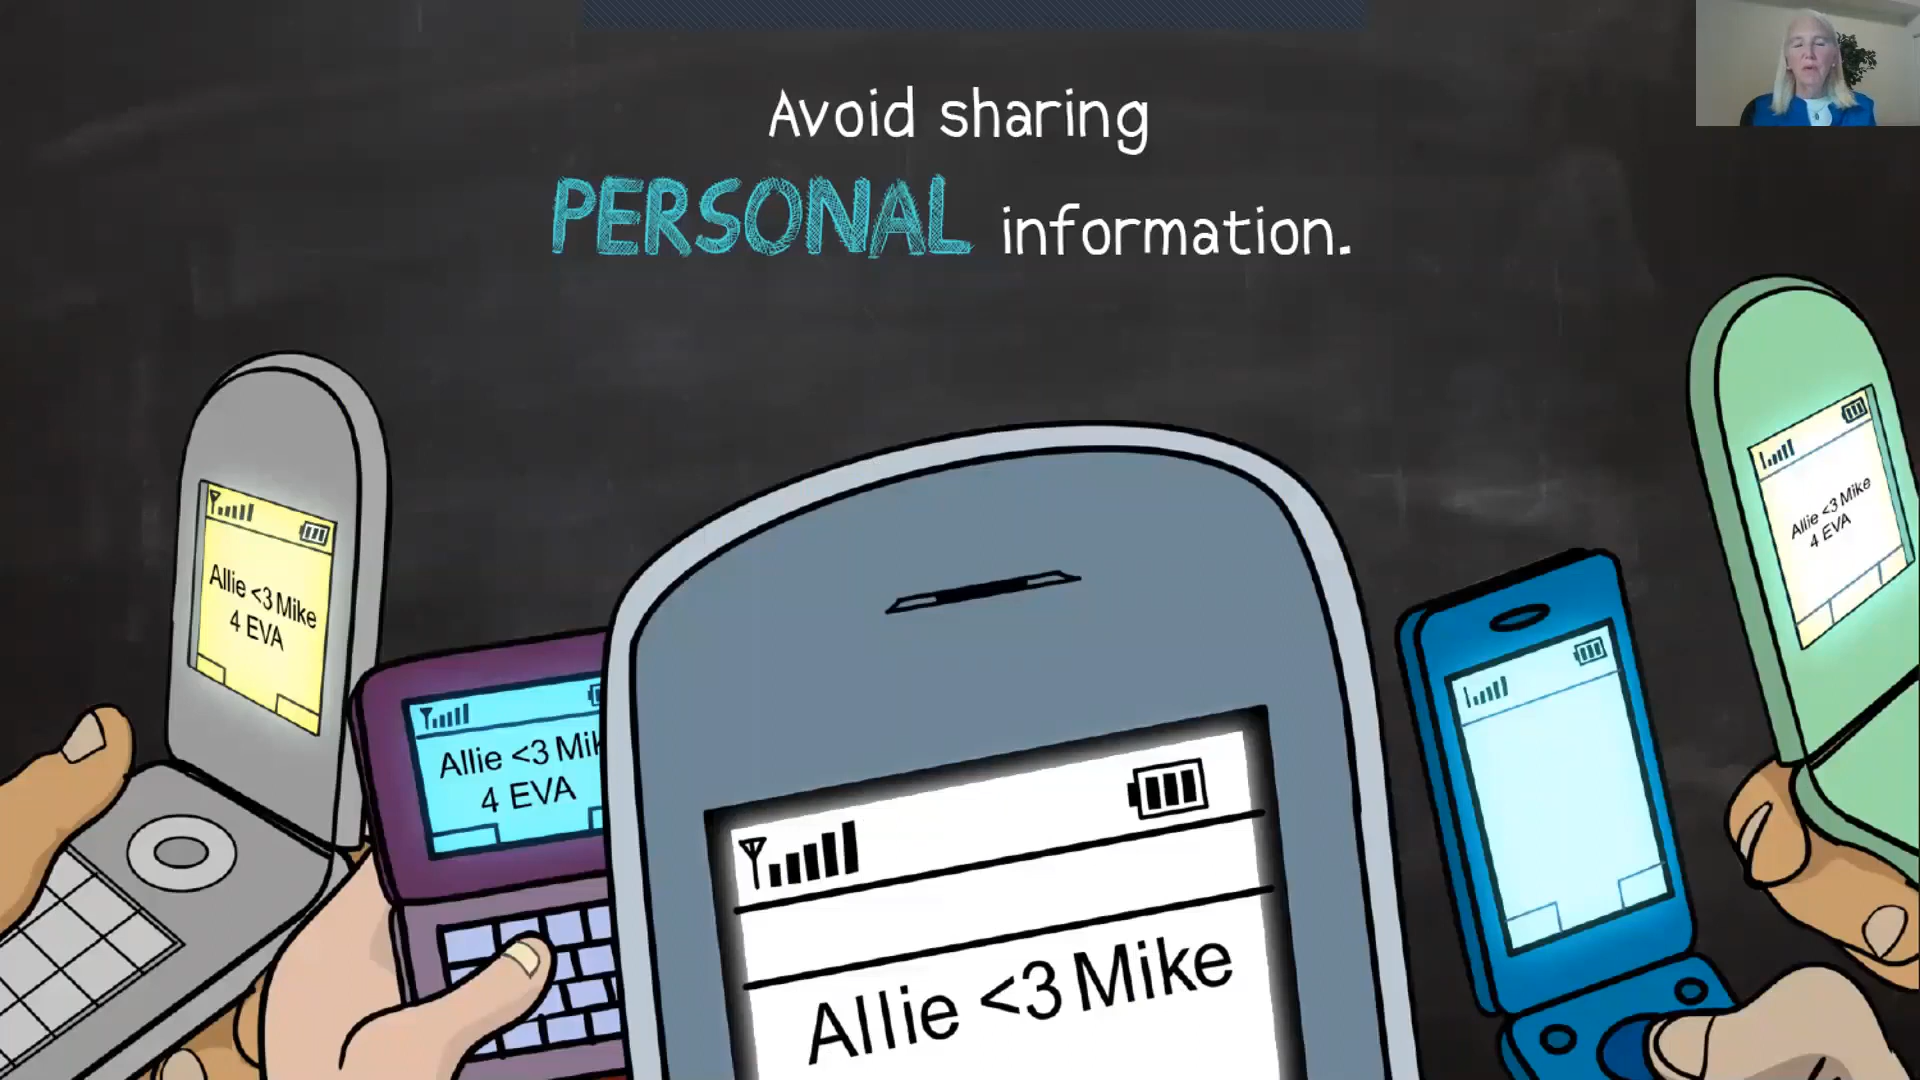 Avoid sharing
PERSONAL information.
Allie <3 Mike
4 EVA
Allie <3 Mik
4 EVA
Allie <3 Mike
Allie <3 Mike
4 EVA